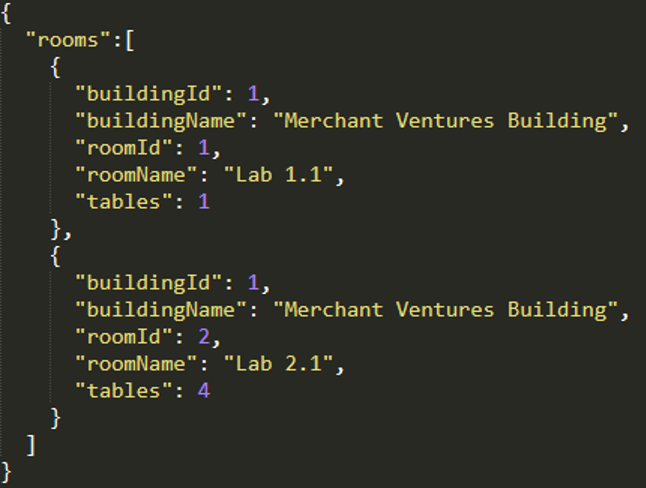 {
  "rooms":[
    {
      "buildingId": 1,
      "buildingName": "Merchant Ventures Building",
      "roomId": 1,
      "roomName": "Lab 1.1",
      "tables": 1
    },
    {
      "buildingId": 1,
      "buildingName": "Merchant Ventures Building",
      "roomId": 2,
      "roomName": "Lab 2.1",
      "tables": 4
    }
  ]
}